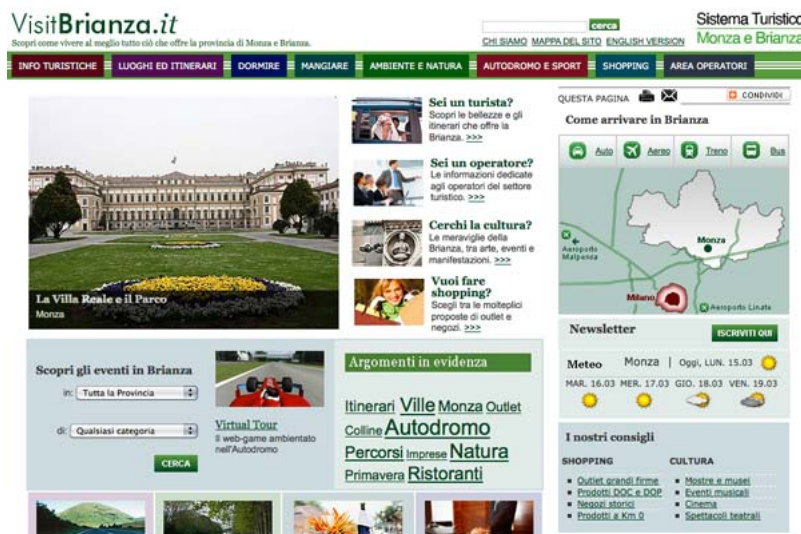 VisitBrianza.it
Scopri come vivere al meglio tutto ciò che offre la provincia di Monza e Brianza.
cerca
CHI SIAMO MAPPA DEL SITO ENGLISH VERSION
Sistema Turistico
Monza e Brianza
INFO TURISTICHE LUOGHI ED ITINERARI DORMIRE MANGIARE AMBIENTE E NATURA AUTODROMO E SPORT SHOPPING AREA OPERATORI
La Villa Reale e il Parco
Monza
Sei un turista?
Scopri le bellezze e gli
itinerari che offre la
Brianza. >>>
Sei un operatore?
Le informazioni dedicate
agli operatori del settore
turistico. >>>
Cerchi la cultura?
Le meraviglie della
Brianza, tra arte, eventi e
manifestazioni. >>>
Vuoi fare
shopping?
Scegli tra le molteplici
proposte di outlet e
negozi. >>>
QUESTA PAGINA CONDIVIDI
Come arrivare in Brianza
Auto Aereo Treno Bus
Monza
Aeroporto
Malpensa
Milano
Aeroporto Linate
Newsletter ISCRIVITI QUI
Meteo Monza | Oggi, LUN. 15.03
MAR. 16.03 MER. 17.03 GIO. 18.03 VEN. 19.03
Scopri gli eventi in Brianza
in: Tutta la Provincia
di: Qualsiasi categoria
CERCA
Virtual Tour
Il web-game ambientato
nell'Autodromo
Argomenti in evidenza
Itinerari Ville Monza Outlet
Colline Autodromo
Percorsi Imprese Natura
Primavera Ristoranti
I nostri consigli
SHOPPING
Outlet grandi firme
Prodotti DOC e DOP
Negozi storici
Prodotti a Km 0
CULTURA
Mostre e musei
Eventi musicali
Cinema
Spettacoli teatrali